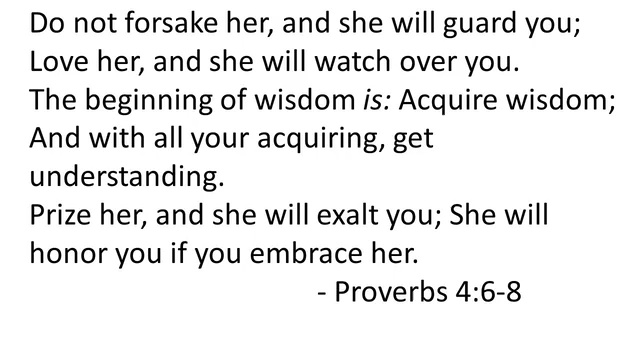 Do not forsake her, and she will guard you;
Love her, and she will watch over you.
The beginning of wisdom is: Acquire wisdom;
And with all your acquiring, get
understanding.
Prize her, and she will exalt you; She will
honor you if you embrace her.
- Proverbs 4:6-8